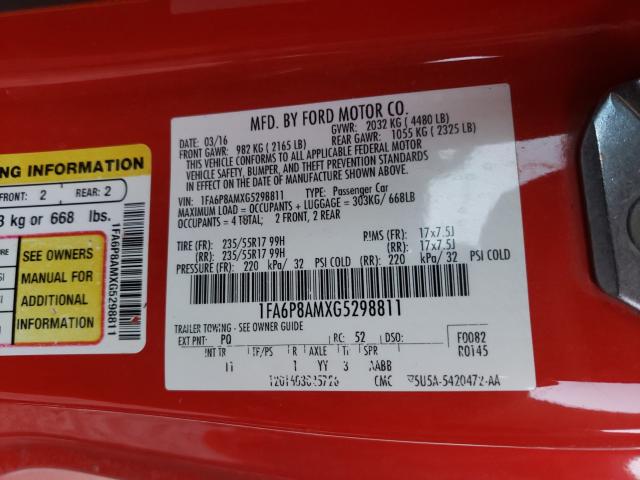 MFD. BY FORD MOTOR CO.
03/16 GVWR: 2032 KG ( 4480 LB)
FRONT GAWR: 982 KG ( 2165 LB) REAR GAWR: 1055 KG ( 2325 LB)
THIS VEHICLE CONFORMS TO ALL APPLICABLE FEDERAL MOTOR
VEHICLE SAFETY, BUMPER, AND THEFT PREVENTION STANDARDS
IN EFFECT ON THE DATE OF MANUFACTURE SHOWN ABOVE.
VIN: 1FA6P8AMXG5298811 TYPE: Passenger Car
MAXIMUM LOAD = OCCUPANTS + LUGGAGE = 303KG/ 668LB
OCCUPANTS = 4 TOTAL; 2 FRONT, 2 REAR
TIRE (FR): 235/55R17 99H RIMS (FR): 17x7.5J
(RR): 235/55R17 99H (RR): 17x7.5J
PRESSURE (FR): 220 kPa/ 32 PSI COLD (RR): 220 kPa/ 32 PSI COLD
1FA6P8AMXG5298811
TRAILER TOWING - SEE OWNER GUIDE
EXT PNT: PQ RC: 52 DSO: F0082
R0145
INT TR TP/PS R AXLE TR SPR
1 YY 3 AABB
CMC
ING INFORMATION
FRONT: 2 REAR: 2
kg or 668 lbs.
SEE OWNERS
MANUAL FOR
ADDITIONAL
INFORMATION
1FA6P8AMXG5298811